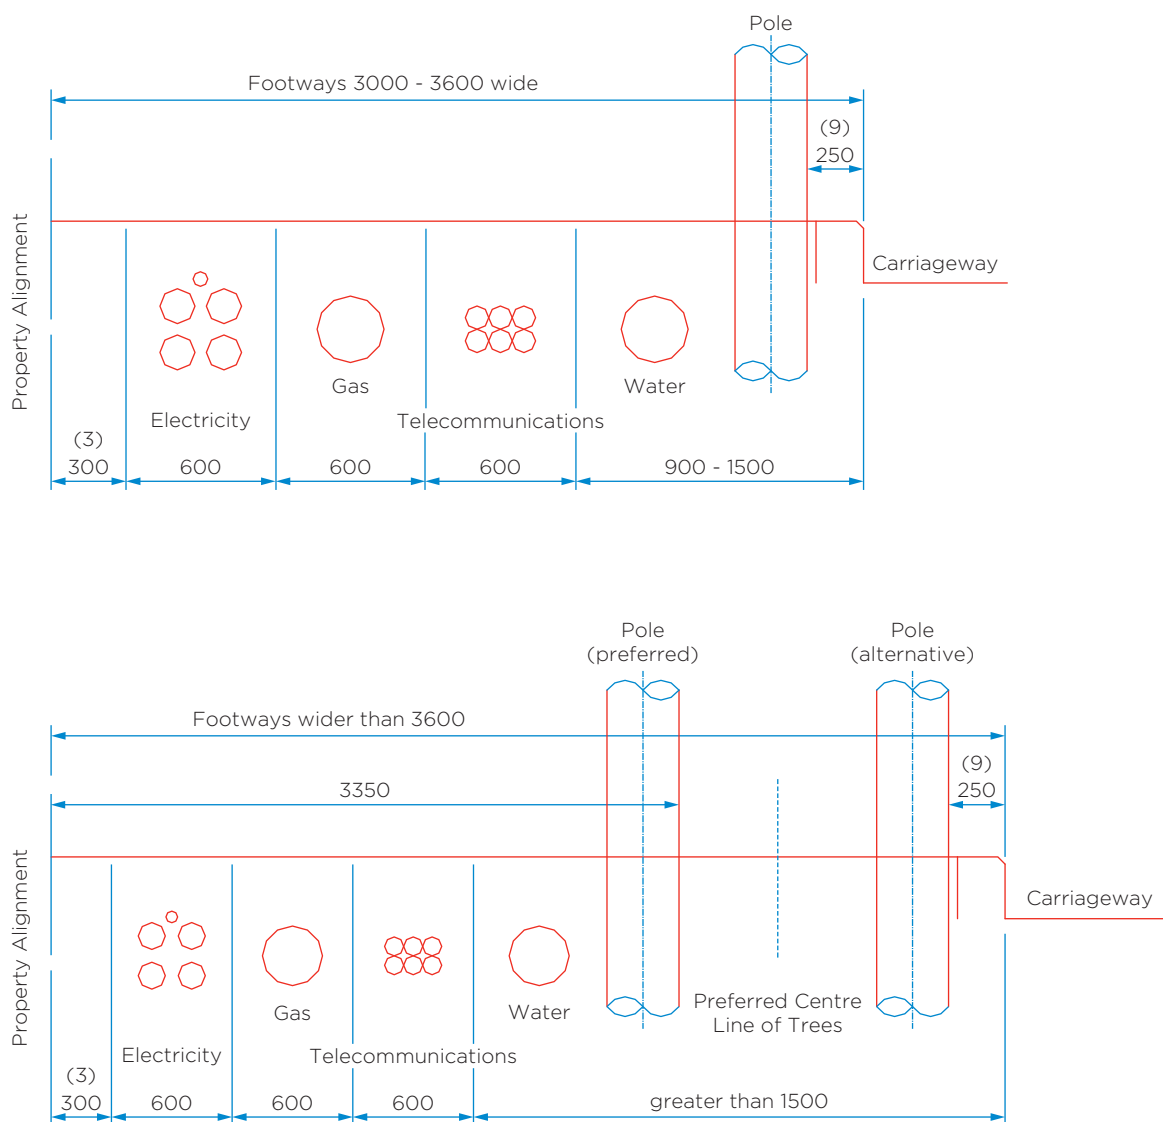 Pole
Footways 3000 - 3600 wide
(9)
250
Property Alignment
Carriageway
Gas
Water
Electricity
Telecommunications
(3)
300
600
600
600
900 - 1500
Pole
(preferred)
Pole
(alternative)
Footways wider than 3600
(9)
250
3350
Property Alignment
Carriageway
Gas
Water
Preferred Centre
Line of Trees
Electricity
Telecommunications
(3)
300
600
600
600
greater than 1500